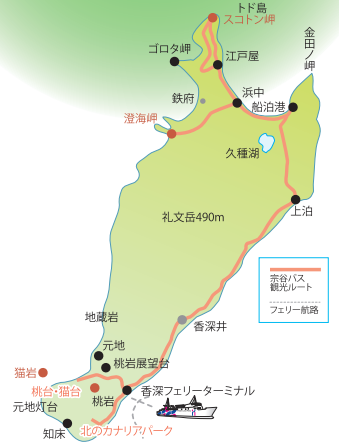 トド島
スコトン岬
ゴロタ岬
江戸屋
金田ノ岬
浜中
鉄府
船泊港
澄海岬
久種湖
礼文岳490m
上泊
宗谷バス
観光ルート
フェリー航路
地蔵岩
香深井
元地
桃岩展望台
猫岩
桃台・猫台
桃岩
香深フェリーターミナル
元地灯台
北のカナリアパーク
知床